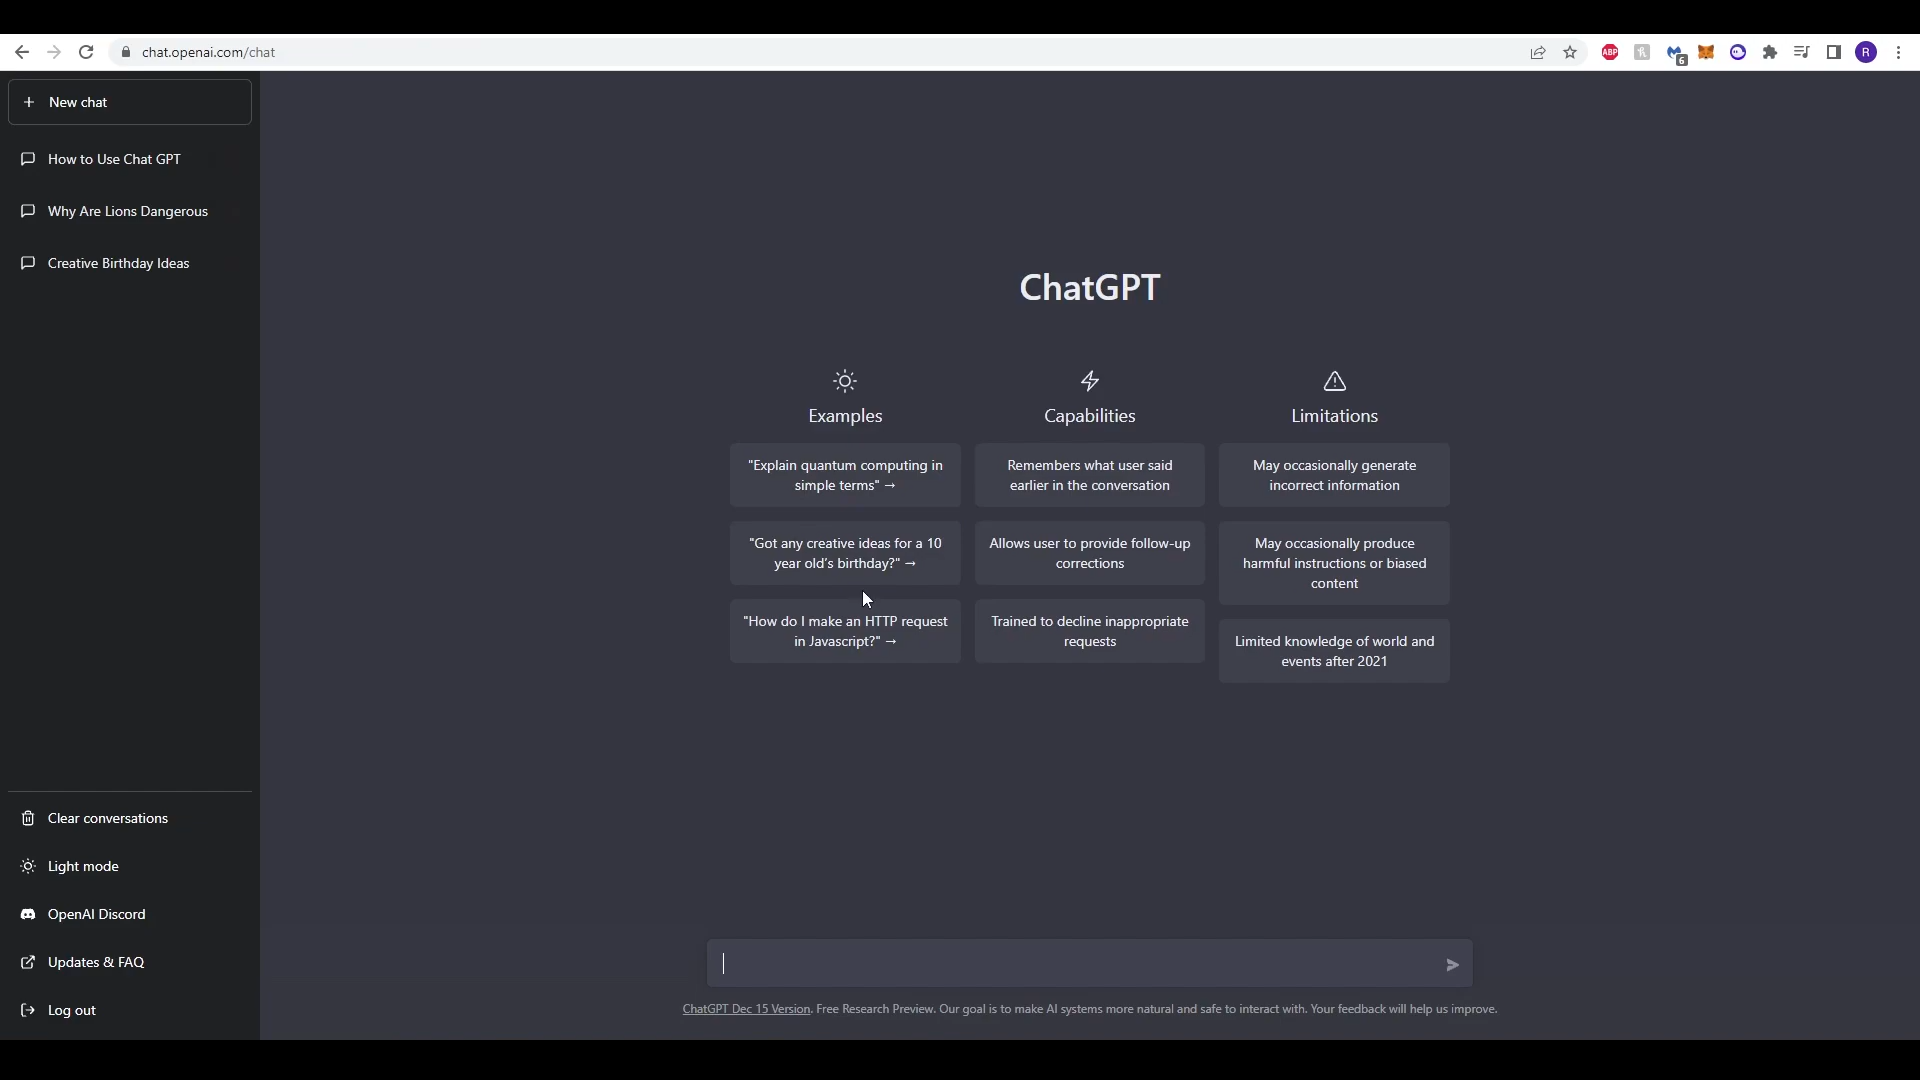 chat.openai.com/chat
ABP
6
R
New chat
How to Use Chat GPT
Why Are Lions Dangerous
Creative Birthday Ideas
Clear conversations
Light mode
OpenAI Discord
Updates & FAQ
Log out
ChatGPT
Examples
"Explain quantum computing in
simple terms" →
"Got any creative ideas for a 10
year old's birthday?" →
"How do I make an HTTP request
in Javascript?" →
Capabilities
Remembers what user said
earlier in the conversation
Allows user to provide follow-up
corrections
Trained to decline inappropriate
requests
Limitations
May occasionally generate
incorrect information
May occasionally produce
harmful instructions or biased
content
Limited knowledge of world and
events after 2021
ChatGPT Dec 15 Version. Free Research Preview. Our goal is to make AI systems more natural and safe to interact with. Your feedback will help us improve.